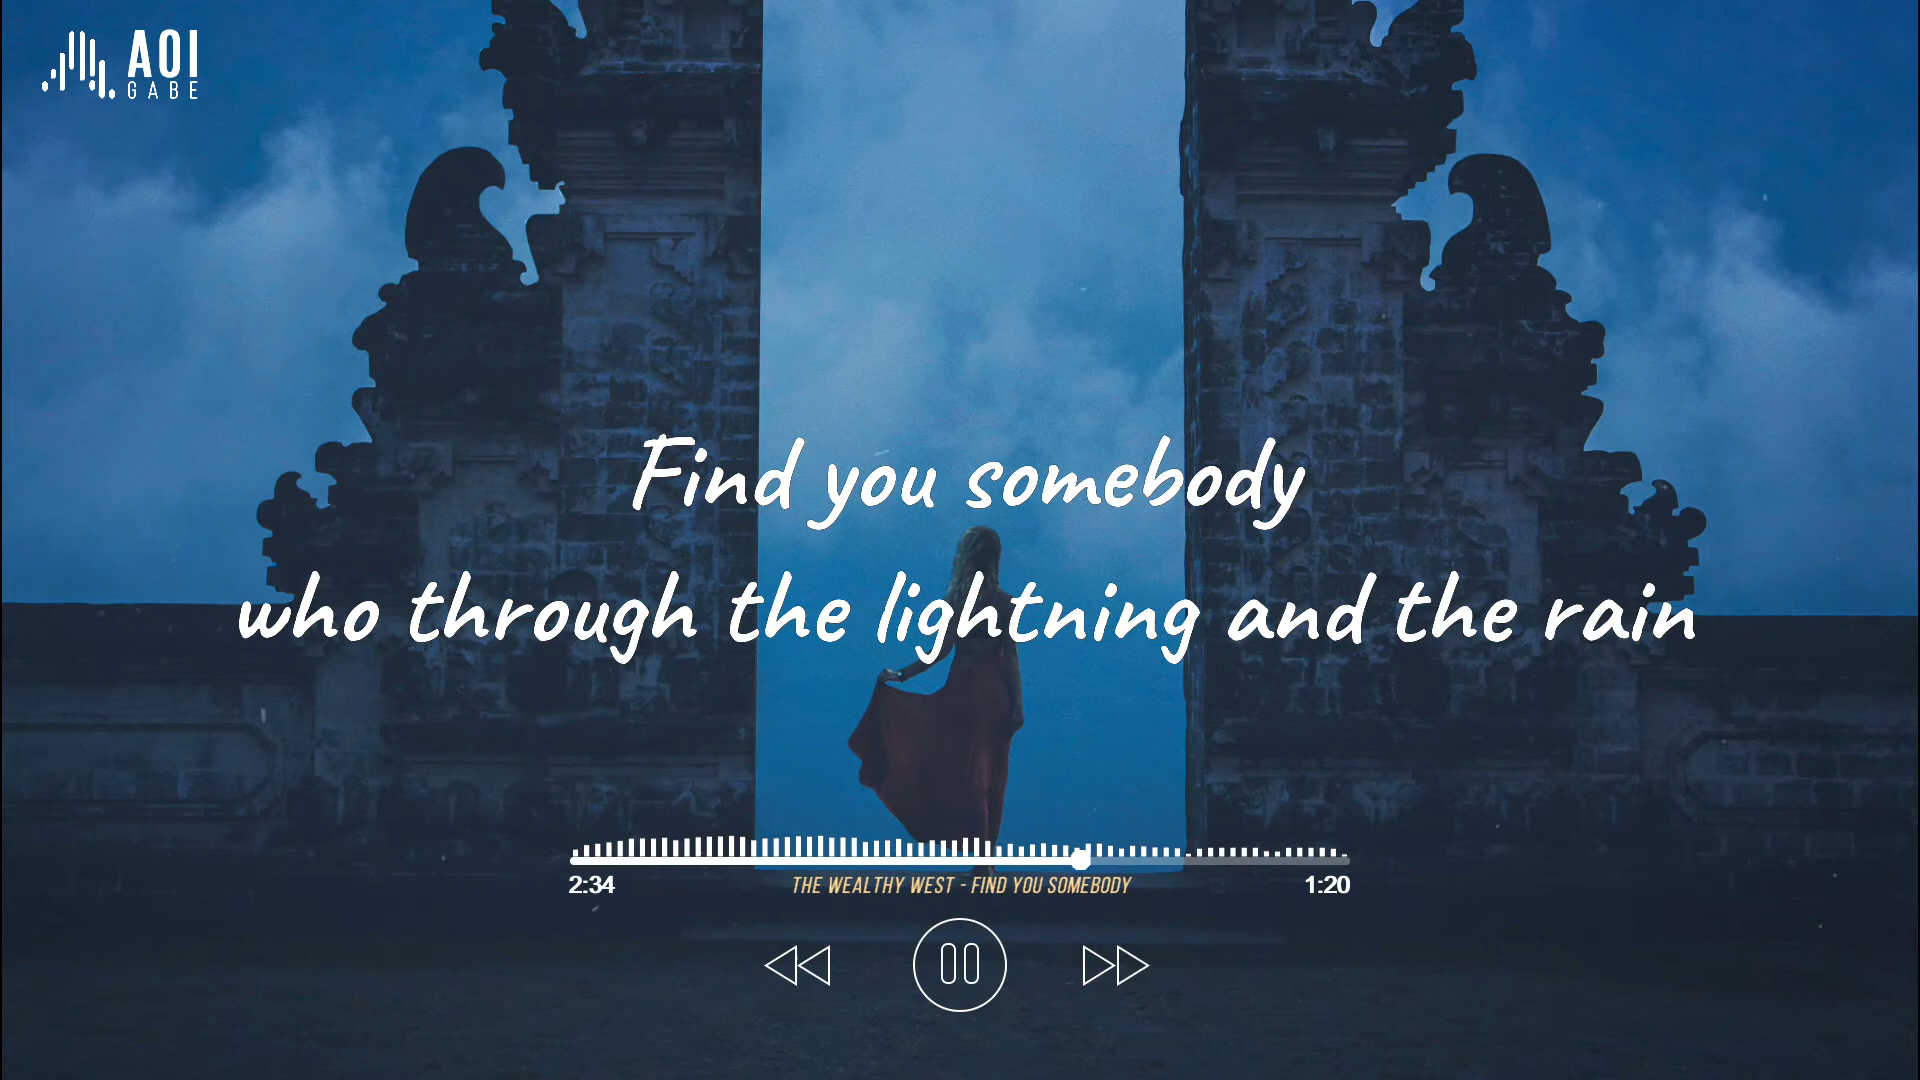 AOI
GABE
Find you somebody
who through the lightning and the rain
2:34
THE WEALTHY WEST - FIND YOU SOMEBODY
1:20